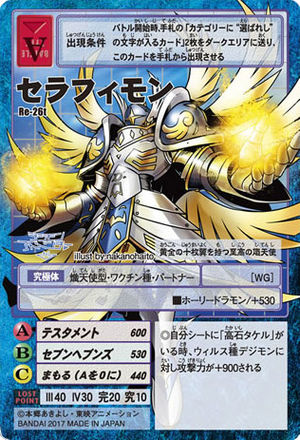 BATTLE
V
出現条件
バトル開始時,手札の「カテゴリーに"選ばれし"
の文字が入るカード」2枚をダークエリアに送り,
このカードを手札から出現させる
セラフィモン
Re-26t
illust by:nakanohaito
黄金の十枚翼を持つ至高の熾天使
究極体
熾天使型・ワクチン種・パートナー
[WG]
■ホーリードラモン/+530
A テスタメント 600
B セブンヘブンズ 530
C まもる (Aを0に) 440
◎自分シートに「高石タケル」が
いる時、ウィルス種デジモンに
対し攻撃力が+900される
LOST POINT
Ⅲ40 Ⅳ30 完20 究10
©本郷あきよし・東映アニメーション
BANDAI 2017 MADE IN JAPAN